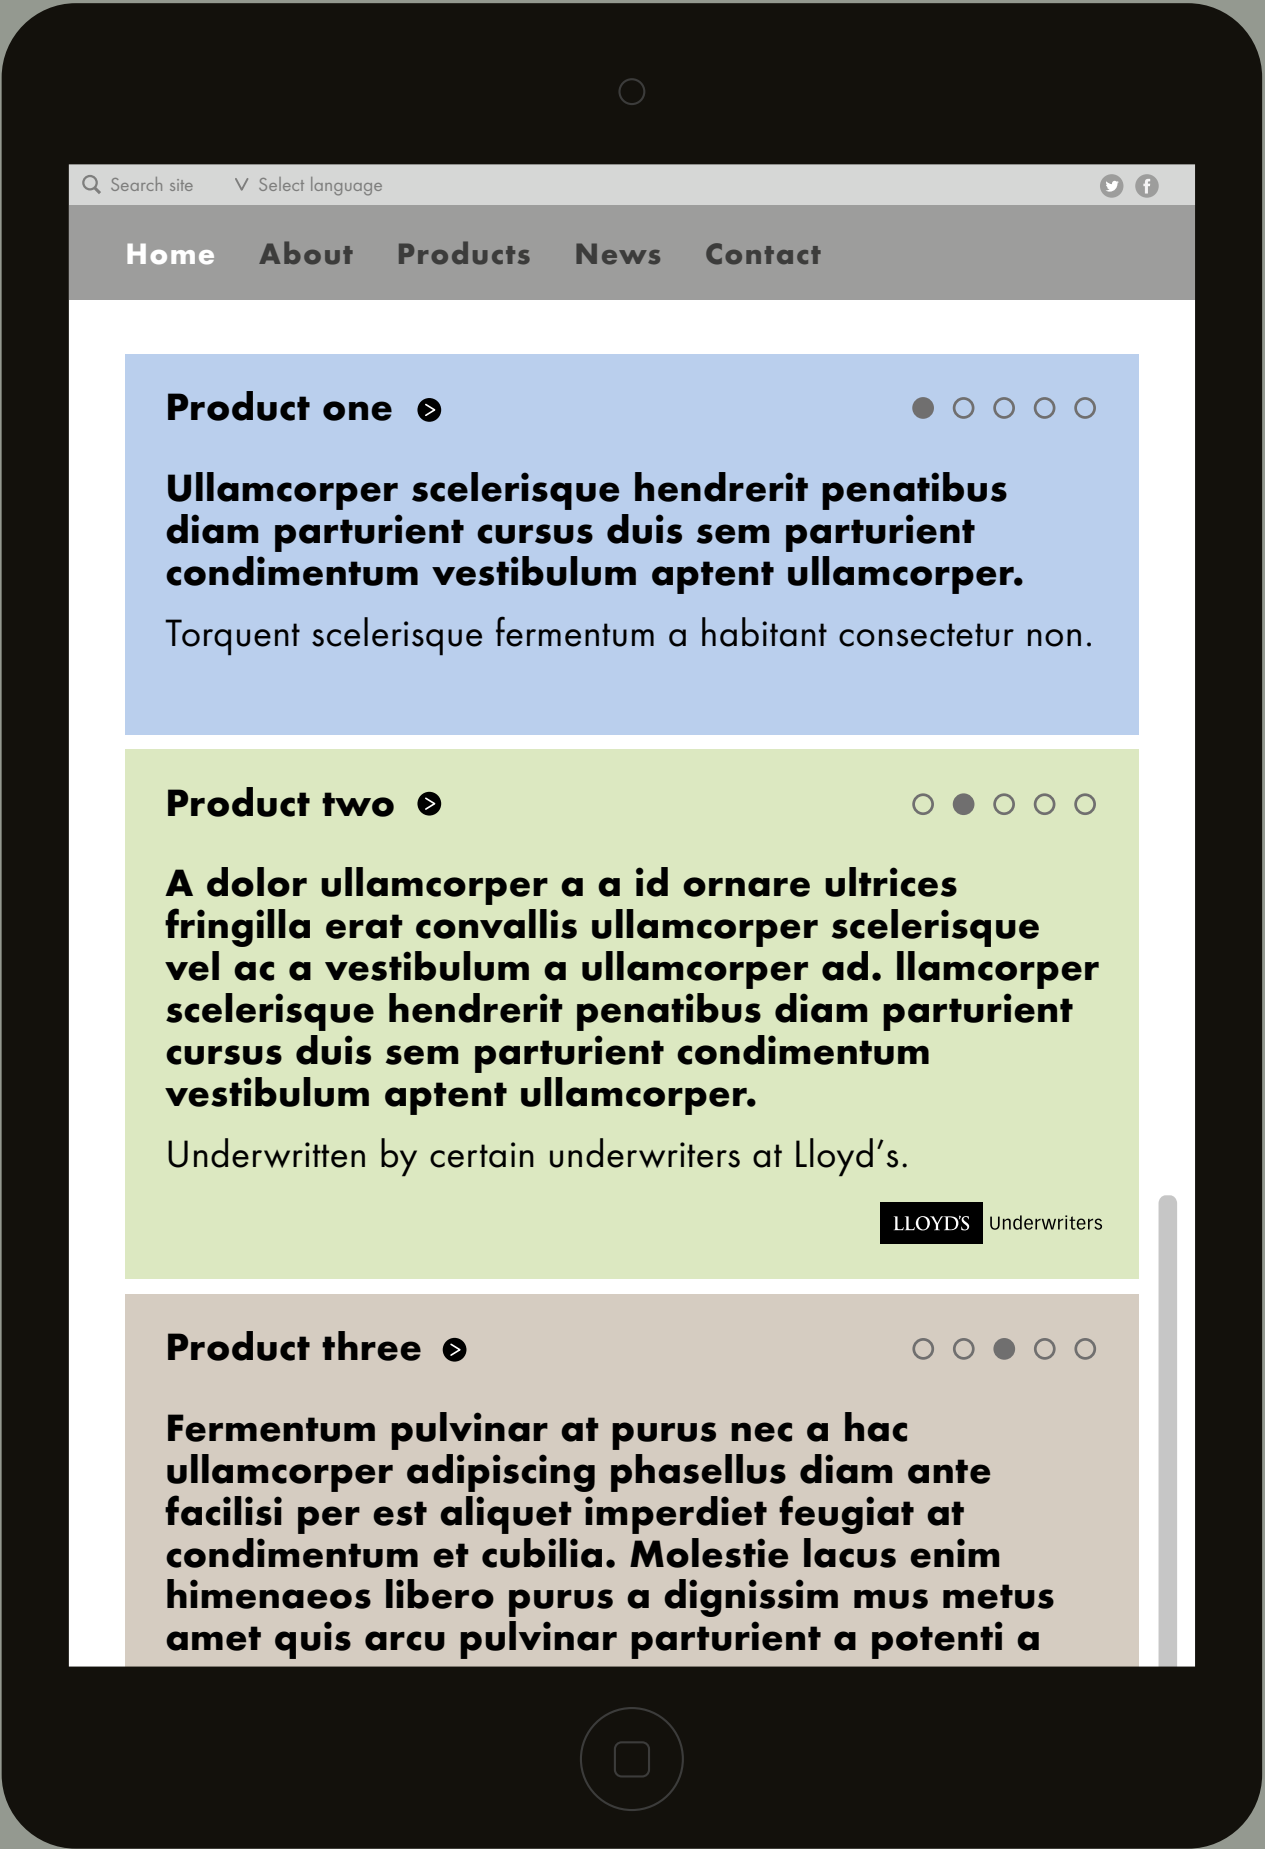 Search site
Select language
Home About Products News Contact
Product one
Ullamcorper scelerisque hendrerit penatibus
diam parturient cursus duis sem parturient
condimentum vestibulum aptent ullamcorper.
Torquent scelerisque fermentum a habitant consectetur non.
Product two
A dolor ullamcorper a a id ornare ultrices
fringilla erat convallis ullamcorper scelerisque
vel ac a vestibulum a ullamcorper ad. llamcorper
scelerisque hendrerit penatibus diam parturient
cursus duis sem parturient condimentum
vestibulum aptent ullamcorper.
Underwritten by certain underwriters at Lloyd’s.
LLOYD'S Underwriters
Product three
Fermentum pulvinar at purus nec a hac
ullamcorper adipiscing phasellus diam ante
facilisi per est aliquet imperdiet feugiat at
condimentum et cubilia. Molestie lacus enim
himenaeos libero purus a dignissim mus metus
amet quis arcu pulvinar parturient a potenti a